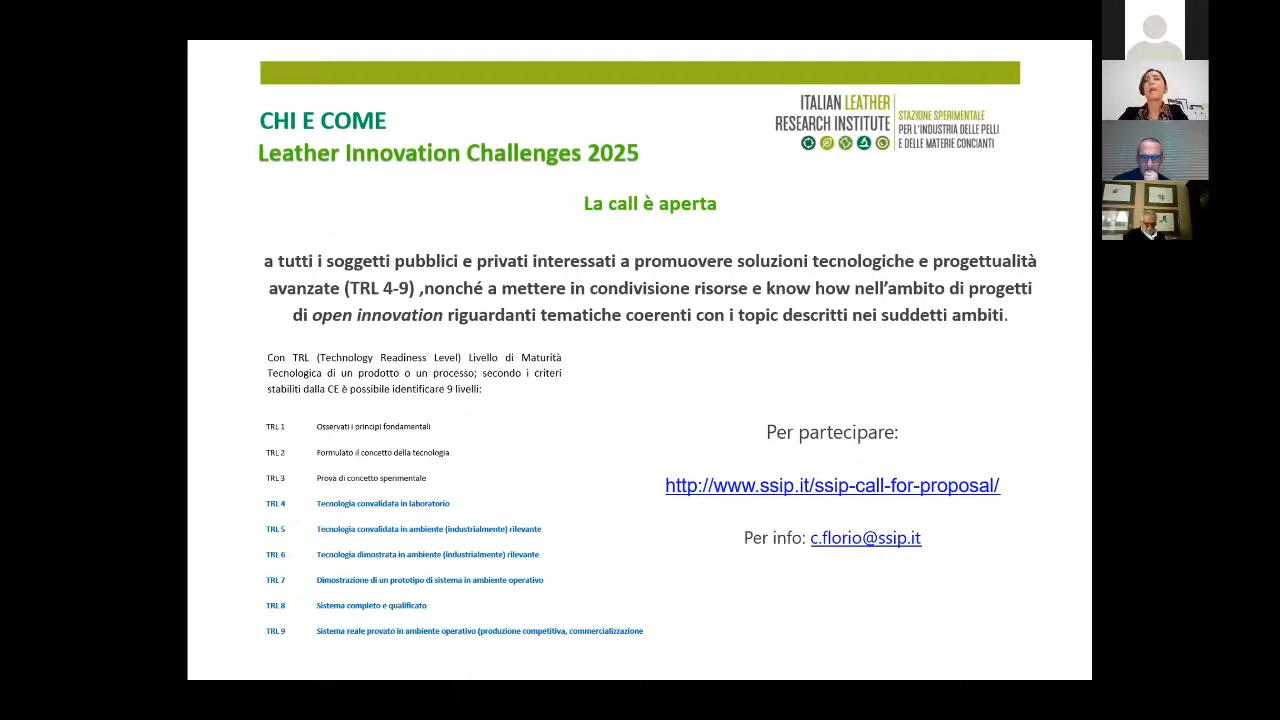 CHI E COME
Leather Innovation Challenges 2025
ITALIAN LEATHER
RESEARCH INSTITUTE
STAZIONE SPERIMENTALE
PER L'INDUSTRIA DELLE PELLI
E DELLE MATERIE CONCIANTI
La call è aperta
a tutti i soggetti pubblici e privati interessati a promuovere soluzioni tecnologiche e progettualità
avanzate (TRL 4-9) ,nonché a mettere in condivisione risorse e know how nell'ambito di progetti
di open innovation riguardanti tematiche coerenti con i topic descritti nei suddetti ambiti.
Con TRL (Technology Readiness Level) Livello di Maturità
Tecnologica di un prodotto o un processo; secondo i criteri
stabiliti dalla CE è possibile identificare 9 livelli:
TRL 1 Osservati i principi fondamentali
TRL 2 Formulato il concetto della tecnologia
TRL 3 Prova di concetto sperimentale
TRL 4 Tecnologia convalidata in laboratorio
TRL 5 Tecnologia convalidata in ambiente (industrialmente) rilevante
TRL 6 Tecnologia dimostrata in ambiente (industrialmente) rilevante
TRL 7 Dimostrazione di un prototipo di sistema in ambiente operativo
TRL 8 Sistema completo e qualificato
TRL 9 Sistema reale provato in ambiente operativo (produzione competitiva, commercializzazione
Per partecipare:
http://www.ssip.it/ssip-call-for-proposal/
Per info: c.florio@ssip.it